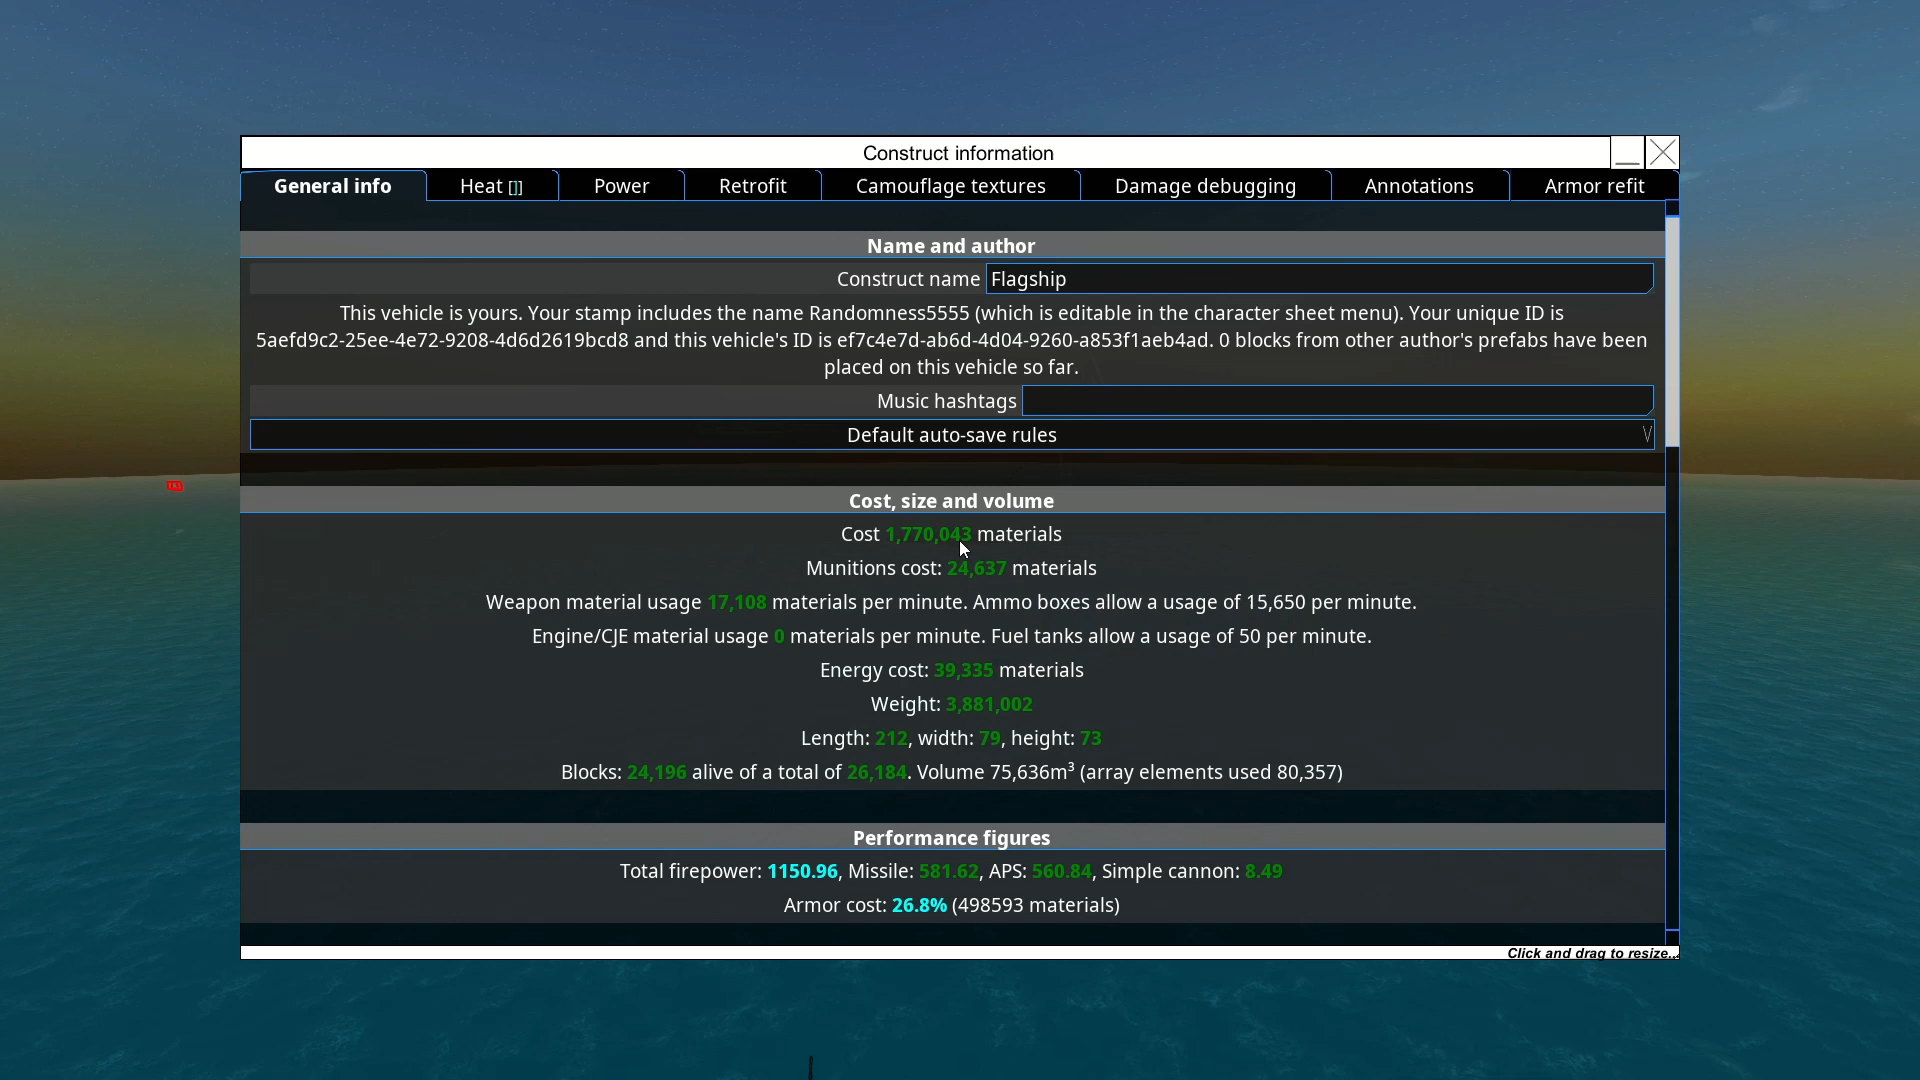 Construct information
General info Heat [] Power Retrofit Camouflage textures Damage debugging Annotations Armor refit
Name and author
Construct name Flagship
This vehicle is yours. Your stamp includes the name Randomness5555 (which is editable in the character sheet menu). Your unique ID is
5aefd9c2-25ee-4e72-9208-4d6d2619bcd8 and this vehicle's ID is ef7c4e7d-ab6d-4d04-9260-a853f1aeb4ad. 0 blocks from other author's prefabs have been
placed on this vehicle so far.
Music hashtags
Default auto-save rules
Cost, size and volume
Cost 1,770,043 materials
Munitions cost: 24,637 materials
Weapon material usage 17,108 materials per minute. Ammo boxes allow a usage of 15,650 per minute.
Engine/CJE material usage 0 materials per minute. Fuel tanks allow a usage of 50 per minute.
Energy cost: 39,335 materials
Weight: 3,881,002
Length: 212, width: 79, height: 73
Blocks: 24,196 alive of a total of 26,184. Volume 75,636m³ (array elements used 80,357)
Performance figures
Total firepower: 1150.96, Missile: 581.62, APS: 560.84, Simple cannon: 8.49
Armor cost: 26.8% (498593 materials)
Click and drag to resize...